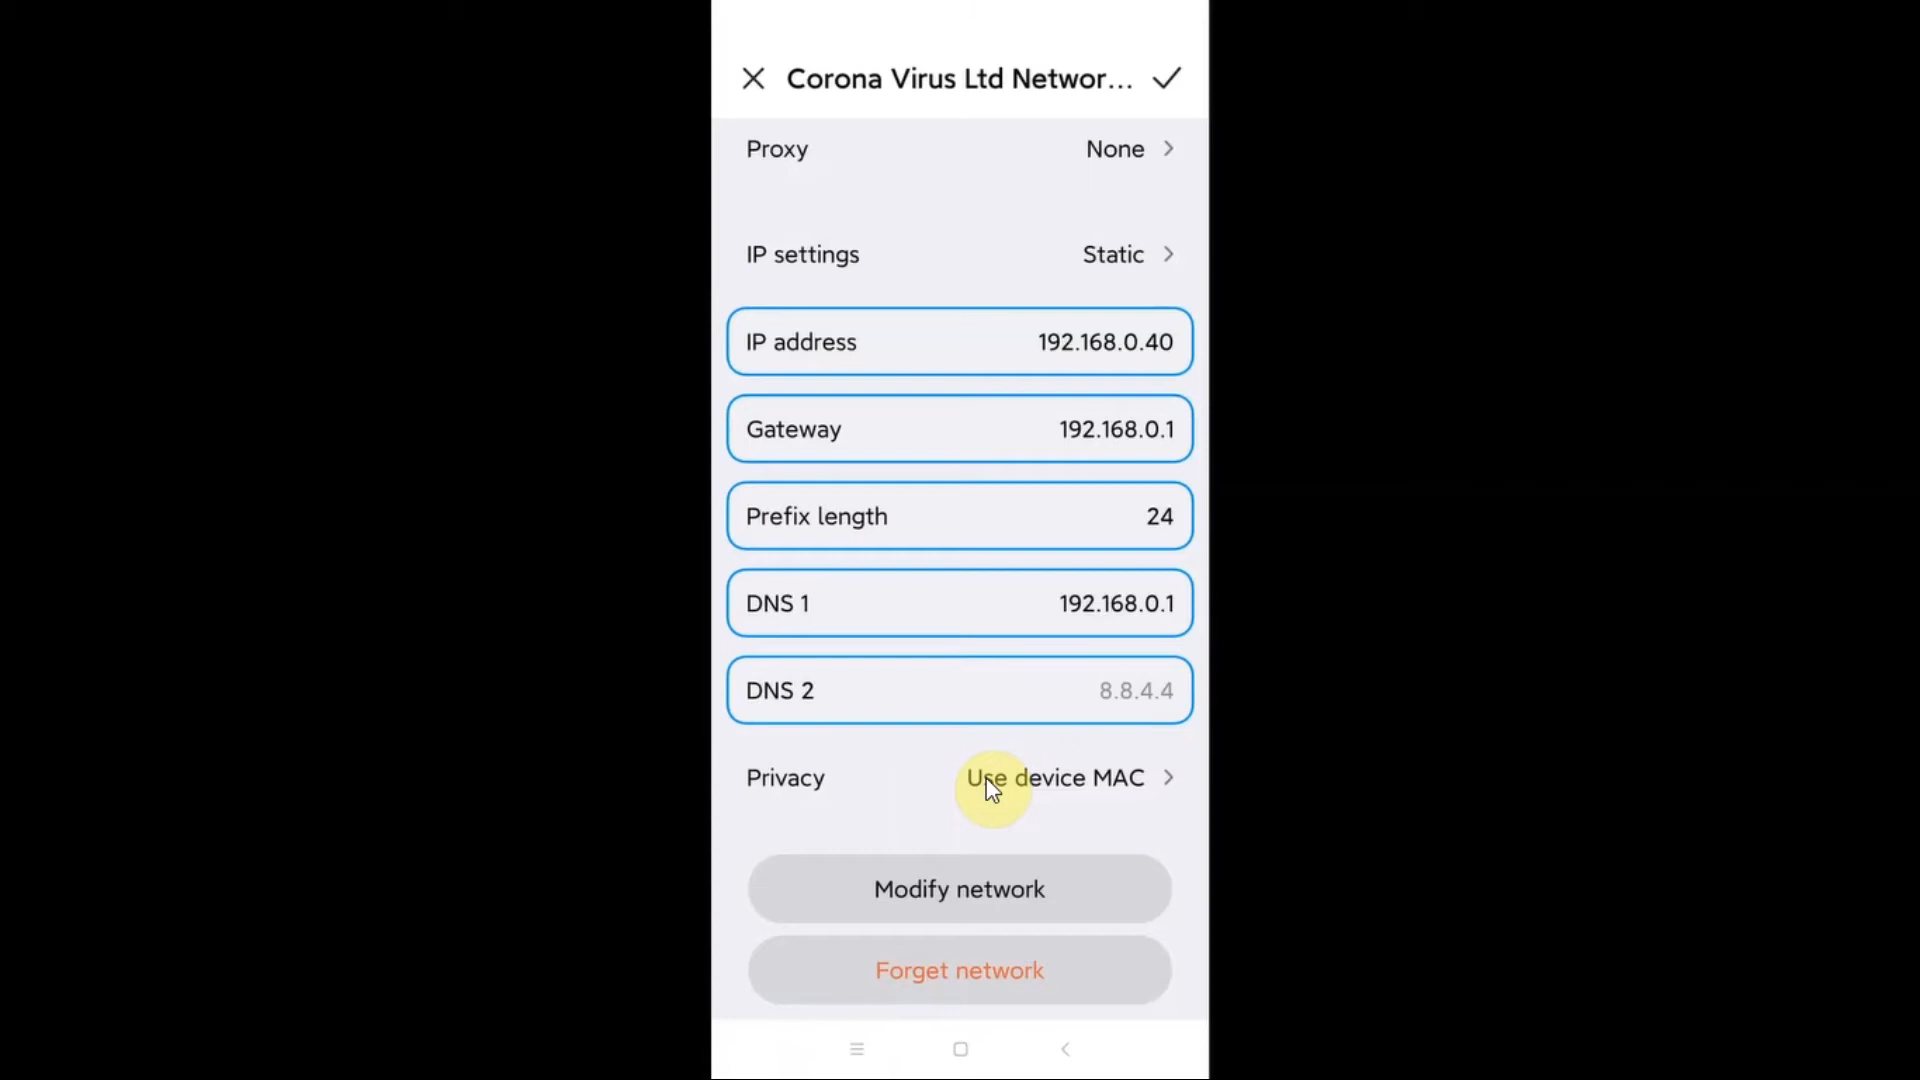 Corona Virus Ltd Networ...
Proxy None
IP settings Static
IP address 192.168.0.40
Gateway 192.168.0.1
Prefix length 24
DNS 1 192.168.0.1
DNS 2 8.8.4.4
Privacy Use device MAC
Modify network
Forget network